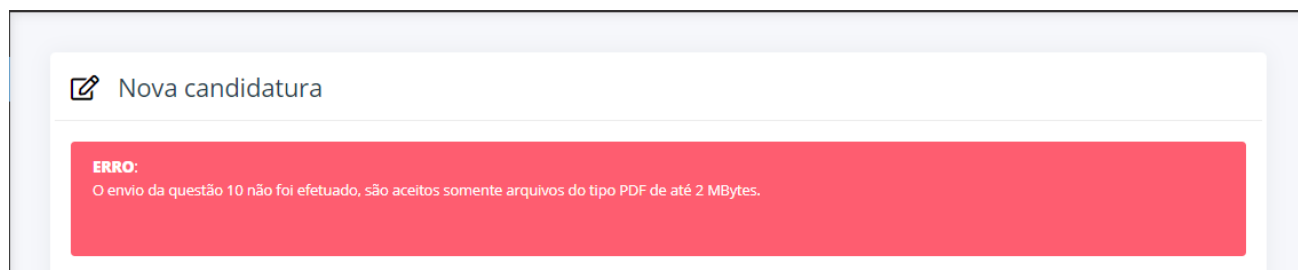 Nova candidatura
ERRO:
O envio da questão 10 não foi efetuado, são aceitos somente arquivos do tipo PDF de até 2 MBytes.